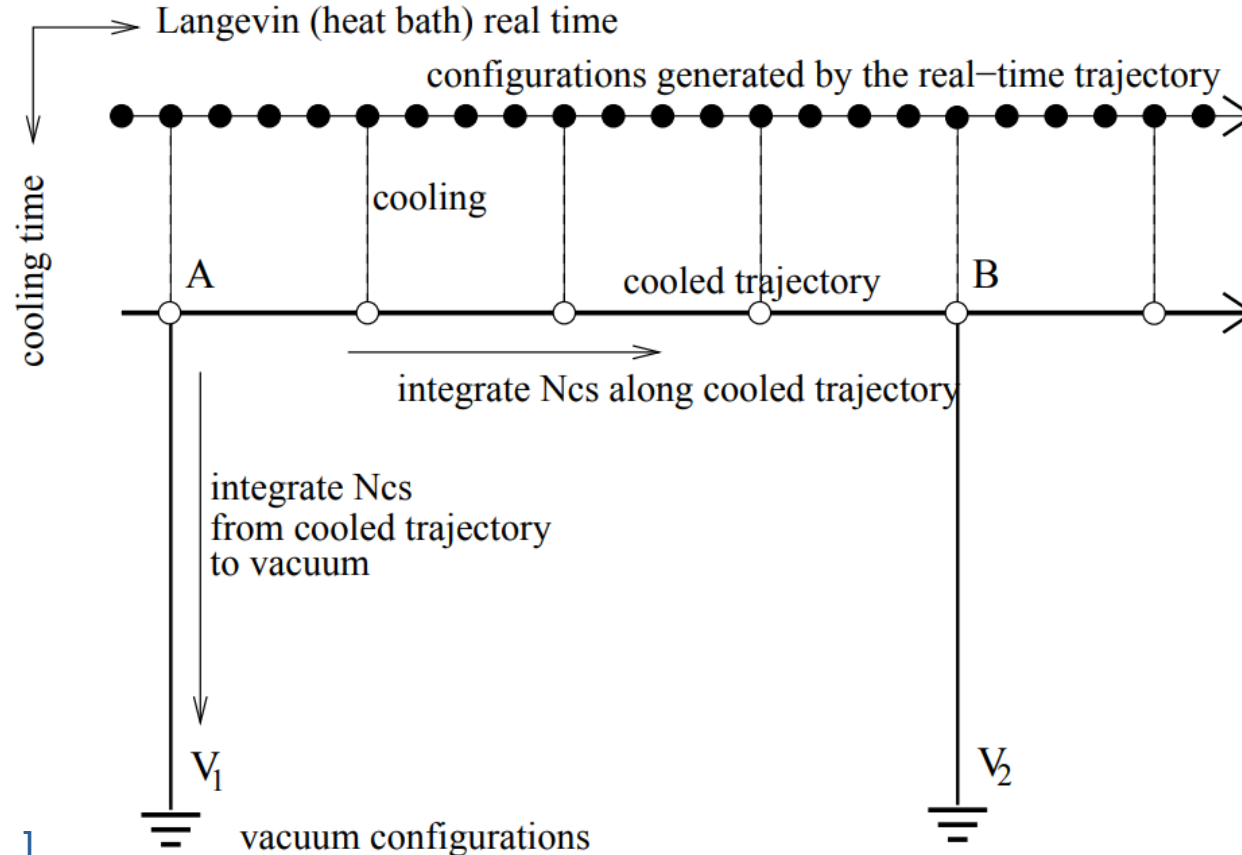 Langevin (heat bath) real time
configurations generated by the real−time trajectory
cooling time
cooling
A
cooled trajectory
B
integrate Ncs along cooled trajectory
integrate Ncs
from cooled trajectory
to vacuum
V1
V2
vacuum configurations
1